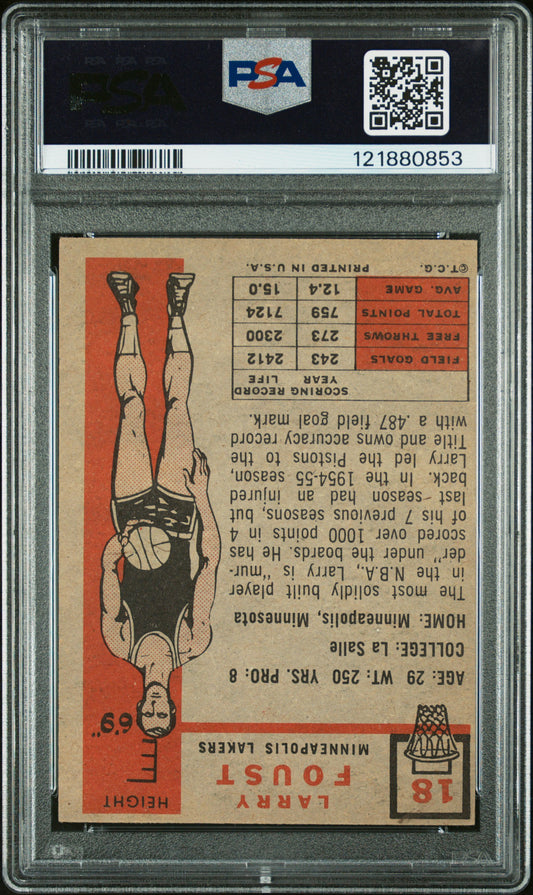 PSA
121880853
18
LARRY
FOUST
MINNEAPOLIS LAKERS
HEIGHT
6'9"
AGE: 29 WT: 250 YRS. PRO: 8
COLLEGE: La Salle
HOME: Minneapolis, Minnesota
The most solidly built player
in the N.B.A., Larry is "mur-
der" under the boards. He has
scored over 1000 points in 4
of his 7 previous seasons, but
last season had an injured
back. In the 1954-55 season,
Larry led the Pistons to the
Title and owns accuracy record
with a .487 field goal mark.
SCORING RECORD YEAR LIFE
FIELD GOALS 243 2412
FREE THROWS 273 2300
TOTAL POINTS 759 7124
AVG. GAME 12.4 15.0
©T.C.G. PRINTED IN U.S.A.